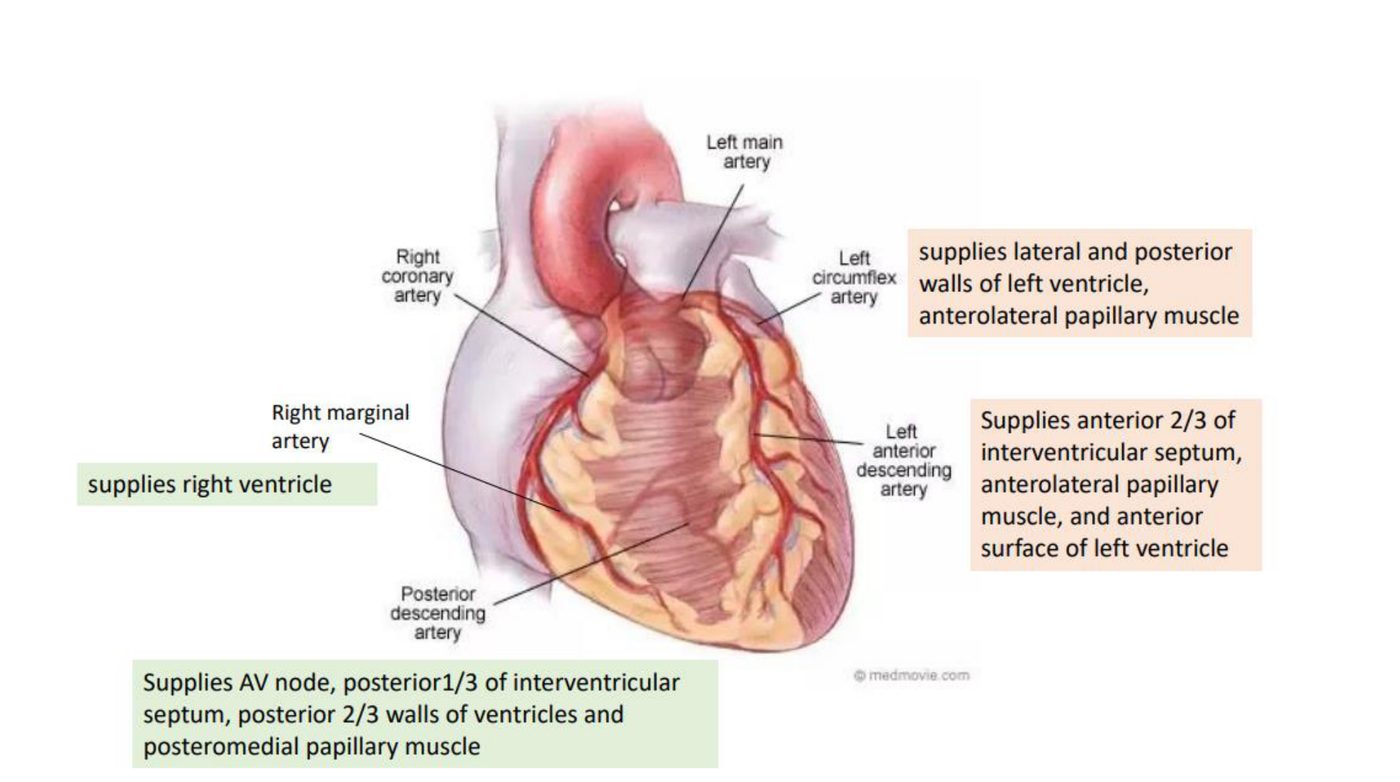 Left main
artery
Right
coronary
artery
Left
circumflex
artery
supplies lateral and posterior
walls of left ventricle,
anterolateral papillary muscle
Right marginal
artery
supplies right ventricle
Left
anterior
descending
artery
Supplies anterior 2/3 of
interventricular septum,
anterolateral papillary
muscle, and anterior
surface of left ventricle
Posterior
descending
artery
© medmovie.com
Supplies AV node, posterior1/3 of interventricular
septum, posterior 2/3 walls of ventricles and
posteromedial papillary muscle